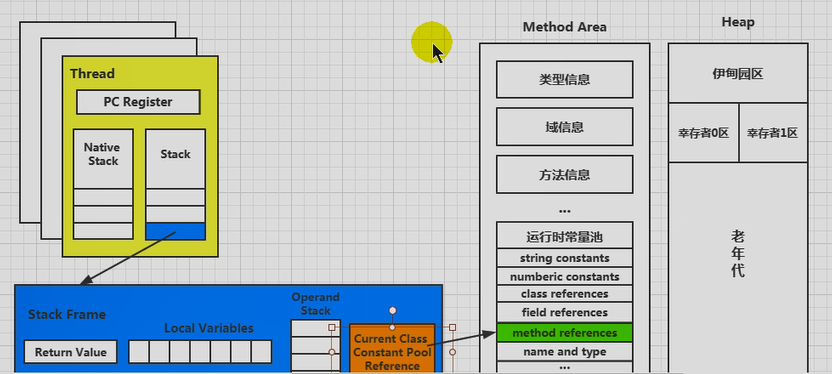 Thread
PC Register
Native
Stack
Stack
Stack Frame
Return Value
Local Variables
Operand
Stack
Current Class
Constant Pool
Reference
Method Area
类型信息
域信息
方法信息
...
运行时常量池
string constants
numberic constants
class references
field references
method references
name and type
...
Heap
伊甸园区
幸存者0区
幸存者1区
老
年
代